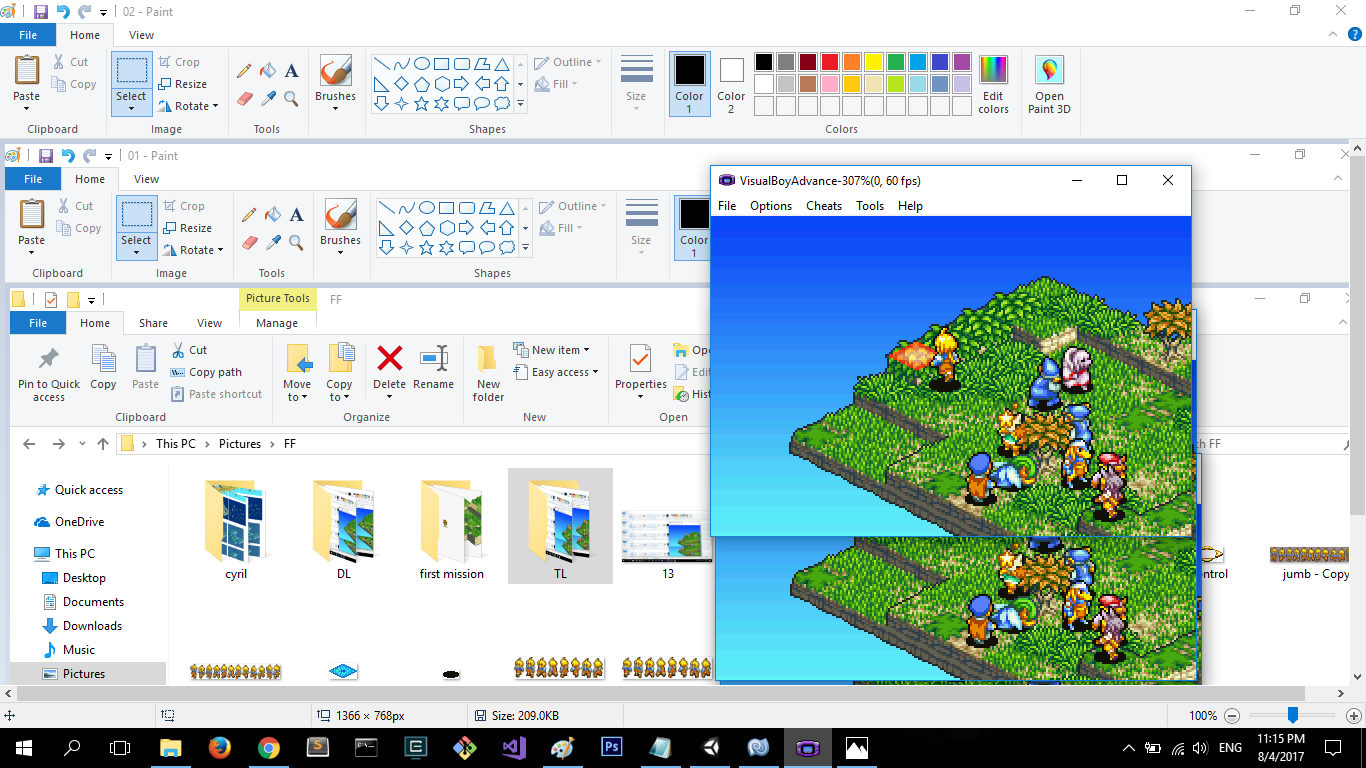 02 - Paint
File Home View
Paste Cut Copy Select Crop Resize Rotate A Brushes Outline Fill Size Color 1 Color 2 Edit colors Open Paint 3D
Clipboard Image Tools Shapes Colors
01 - Paint
File Home View
Paste Cut Copy Select Crop Resize Rotate A Brushes Outline Fill Size Color 1
Clipboard Image Tools Shapes
VisualBoyAdvance-307%(0, 60 fps)
File Options Cheats Tools Help
Picture Tools FF
File Home Share View Manage
Pin to Quick access Copy Paste Cut Copy path Paste shortcut Move to Copy to Delete Rename New folder New item Easy access Properties Op Edit Hist
Clipboard Organize New Open
This PC Pictures FF
ch FF
Quick access
OneDrive
This PC
Desktop
Documents
Downloads
Music
Pictures
cyril DL first mission TL 13 ntrol jumb - Copy
1366 × 768px Size: 209.0KB 100%
S C Ps ENG 11:15 PM
8/4/2017